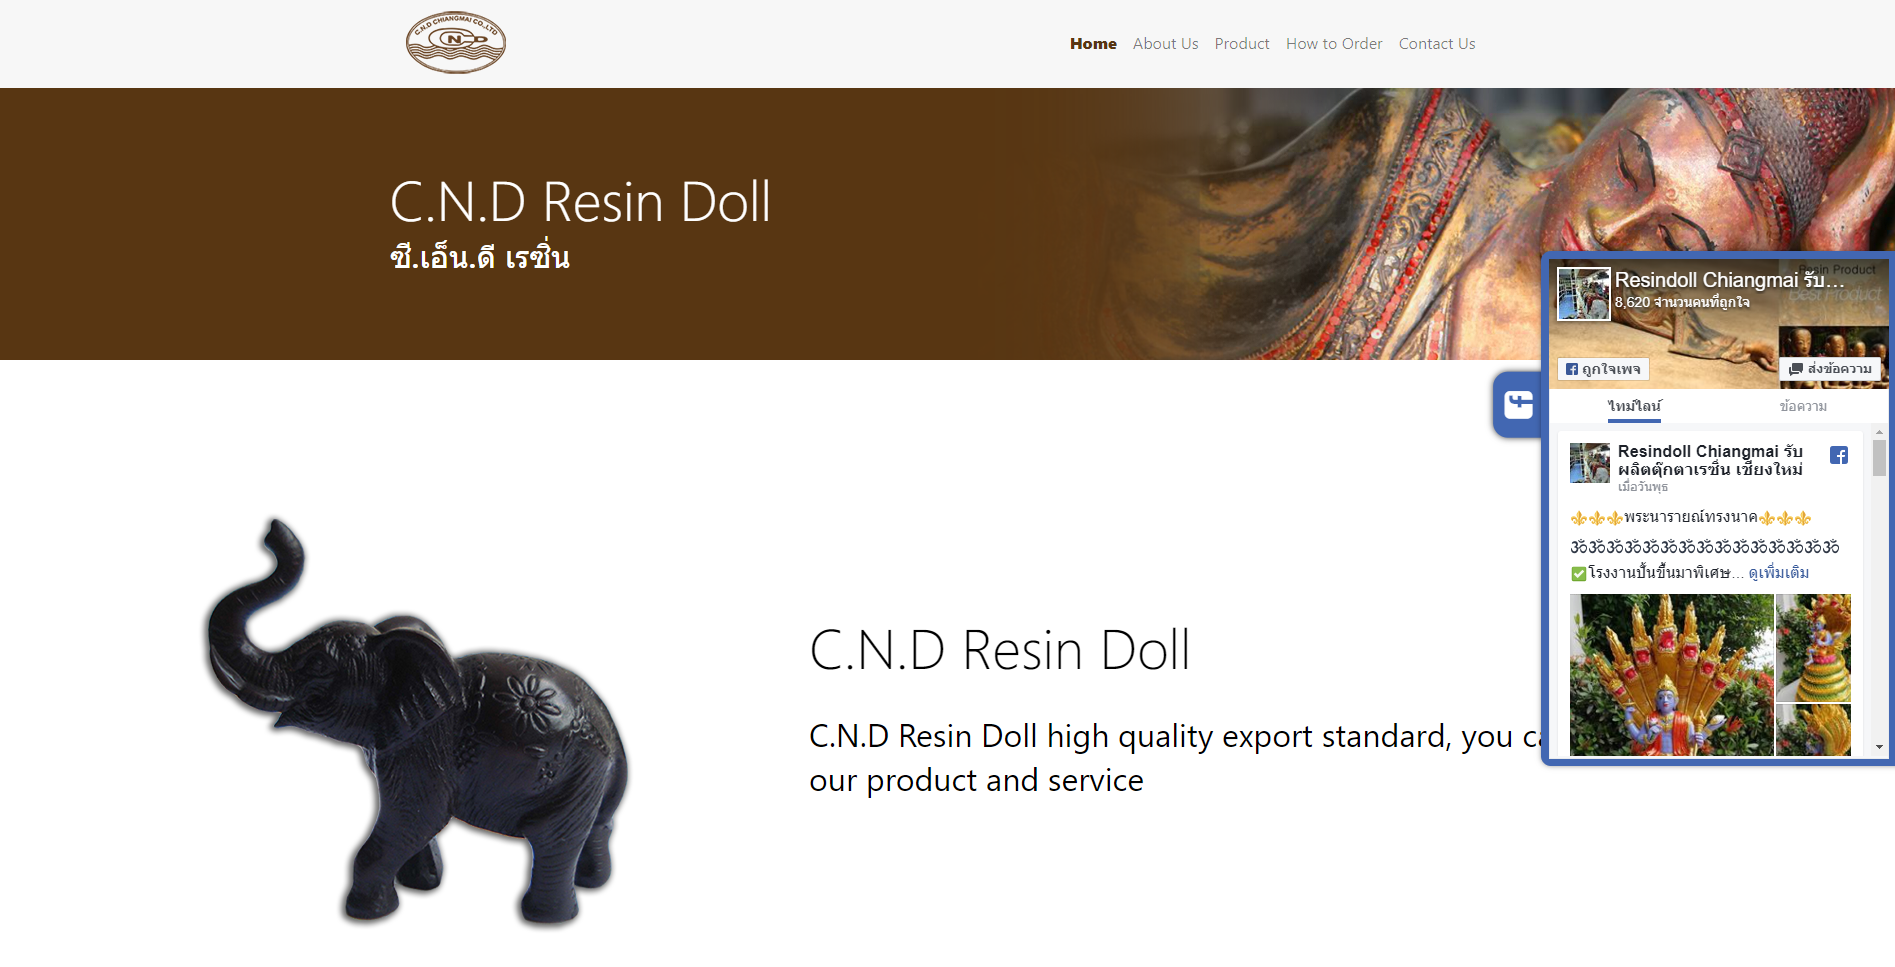 C.N.D CHIANGMAI CO.,LTD
CND
Home About Us Product How to Order Contact Us
C.N.D Resin Doll
ซี.เอ็น.ดี เรซิ่น
Resin Product
Best Product
Resindoll Chiangmai รับ...
8,620 จำนวนคนที่ถูกใจ
ถูกใจเพจ
ส่งข้อความ
ไทม์ไลน์
ข้อความ
Resindoll Chiangmai รับ
ผลิตตุ๊กตาเรซิ่น เชียงใหม่
เมื่อวันพุธ
⚜️⚜️⚜️พระนารายณ์ทรงนาค⚜️⚜️⚜️
ॐॐॐॐॐॐॐॐॐॐॐॐॐॐॐ
✅โรงงานปั้นขึ้นมาพิเศษ... ดูเพิ่มเติม
C.N.D Resin Doll
C.N.D Resin Doll high quality export standard, you
our product and service